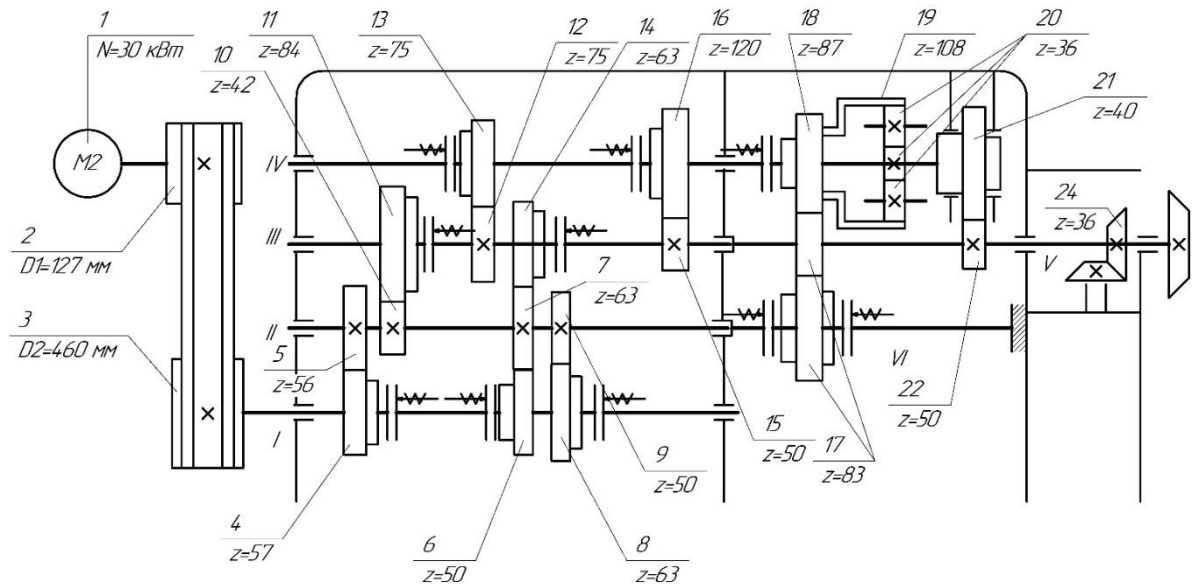 1
N=30 кВт
11
z=84
13
z=75
10
z=42
12
z=75
14
z=63
16
z=120
18
z=87
19
z=108
20
z=36
21
z=40
М2
IV
2
D1=127 мм
III
7
z=63
24
z=36
V
3
D2=460 мм
II
5
z=56
VI
22
z=50
I
15
z=50
17
z=83
9
z=50
4
z=57
6
z=50
8
z=63